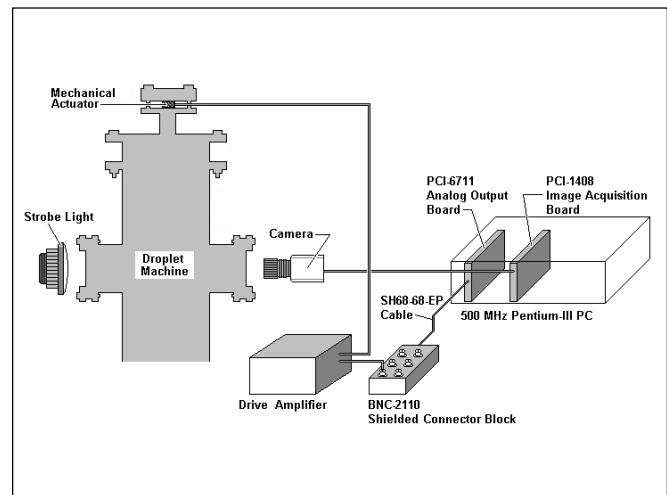 Mechanical
Actuator
PCI-6711
Analog Output
Board
PCI-1408
Image Acquisition
Board
Strobe Light
Camera
Droplet
Machine
SH68-68-EP
Cable
500 MHz Pentium-III PC
Drive Amplifier
BNC-2110
Shielded Connector Block